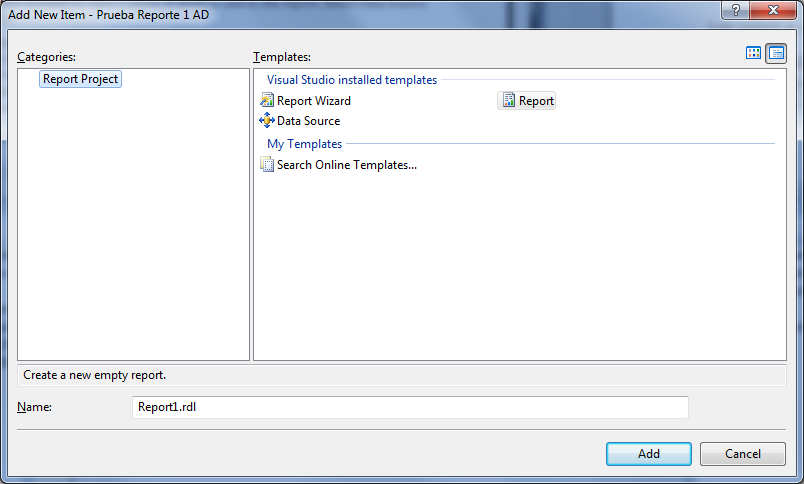 Add New Item - Prueba Reporte 1 AD
Categories:
Templates:
Report Project
Visual Studio installed templates
Report Wizard
Report
Data Source
My Templates
Search Online Templates...
Create a new empty report.
Name:
Report1.rdl
Add
Cancel